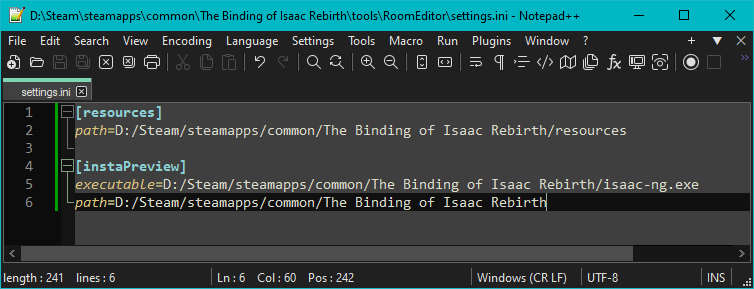 D:\Steam\steamapps\common\The Binding of Isaac Rebirth\tools\RoomEditor\settings.ini - Notepad++
File Edit Search View Encoding Language Settings Tools Macro Run Plugins Window ? + ▼ ×
settings.ini
1 [resources]
2 path=D:/Steam/steamapps/common/The Binding of Isaac Rebirth/resources
3
4 [instaPreview]
5 executable=D:/Steam/steamapps/common/The Binding of Isaac Rebirth/isaac-ng.exe
6 path=D:/Steam/steamapps/common/The Binding of Isaac Rebirth
length : 241 lines : 6 Ln : 6 Col : 60 Pos : 242 Windows (CR LF) UTF-8 INS